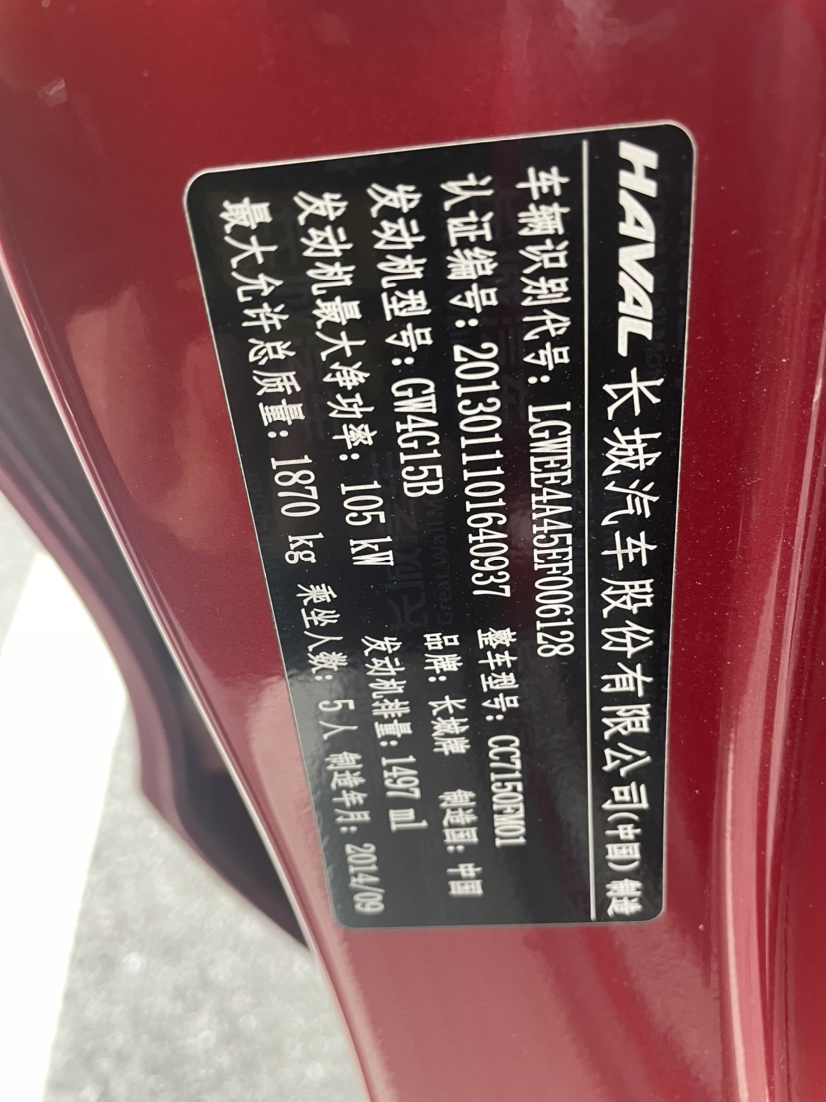 HAVAL 长城汽车股份有限公司(中国)制造
车辆识别代号:LGWEE4A45EF006128
认证编号:2013011101640937 整车型号:CC7150FM01
发动机型号:GW4G15B 品牌:长城牌 制造国:中国
发动机最大净功率:105 kW 发动机排量:1497 ml
最大允许总质量:1870 kg 乘坐人数:5人 制造年月:2014/09